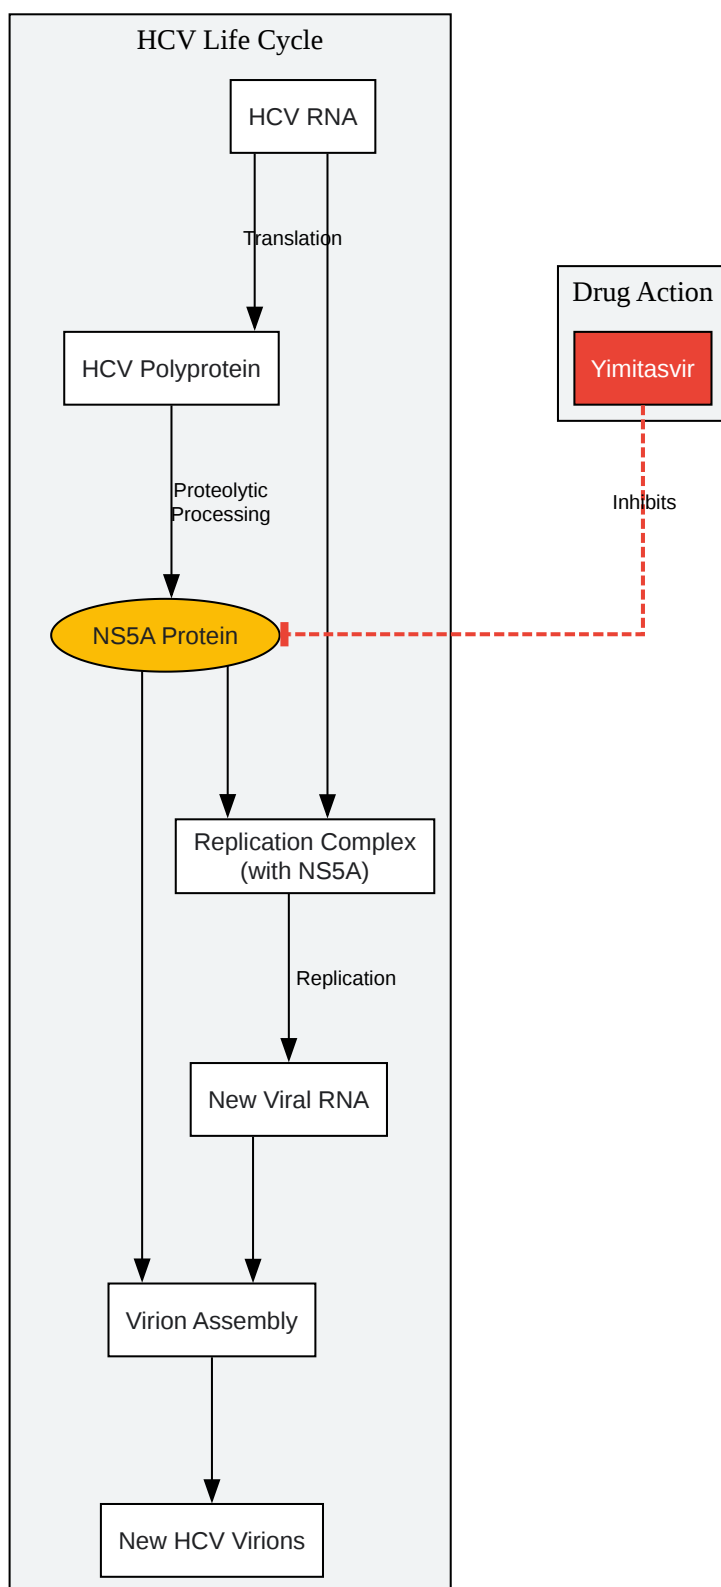 HCV Life Cycle
HCV RNA
Translation
Drug Action
HCV Polyprotein
Yimitasvir
Proteolytic
Processing
Inhibits
NS5A Protein
Replication Complex
(with NS5A)
Replication
New Viral RNA
Virion Assembly
New HCV Virions